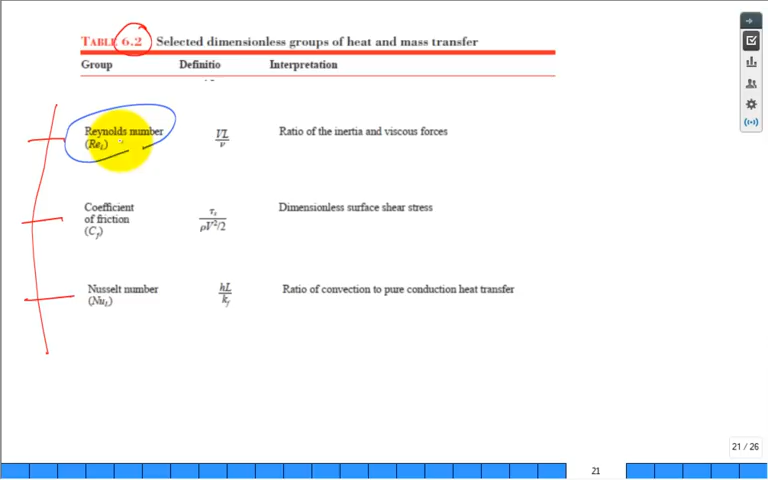 TABLE 6.2 Selected dimensionless groups of heat and mass transfer
Group Definitio Interpretation
Reynolds number VL/ν Ratio of the inertia and viscous forces
(Re_L)
Coefficient τ_s/(ρV²/2) Dimensionless surface shear stress
of friction
(C_f)
Nusselt number hL/k_f Ratio of convection to pure conduction heat transfer
(Nu_L)
21 / 26
21